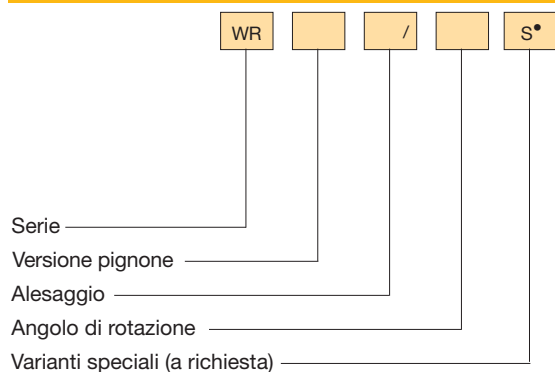 WR / S•
Serie
Versione pignone
Alesaggio
Angolo di rotazione
Varianti speciali (a richiesta)